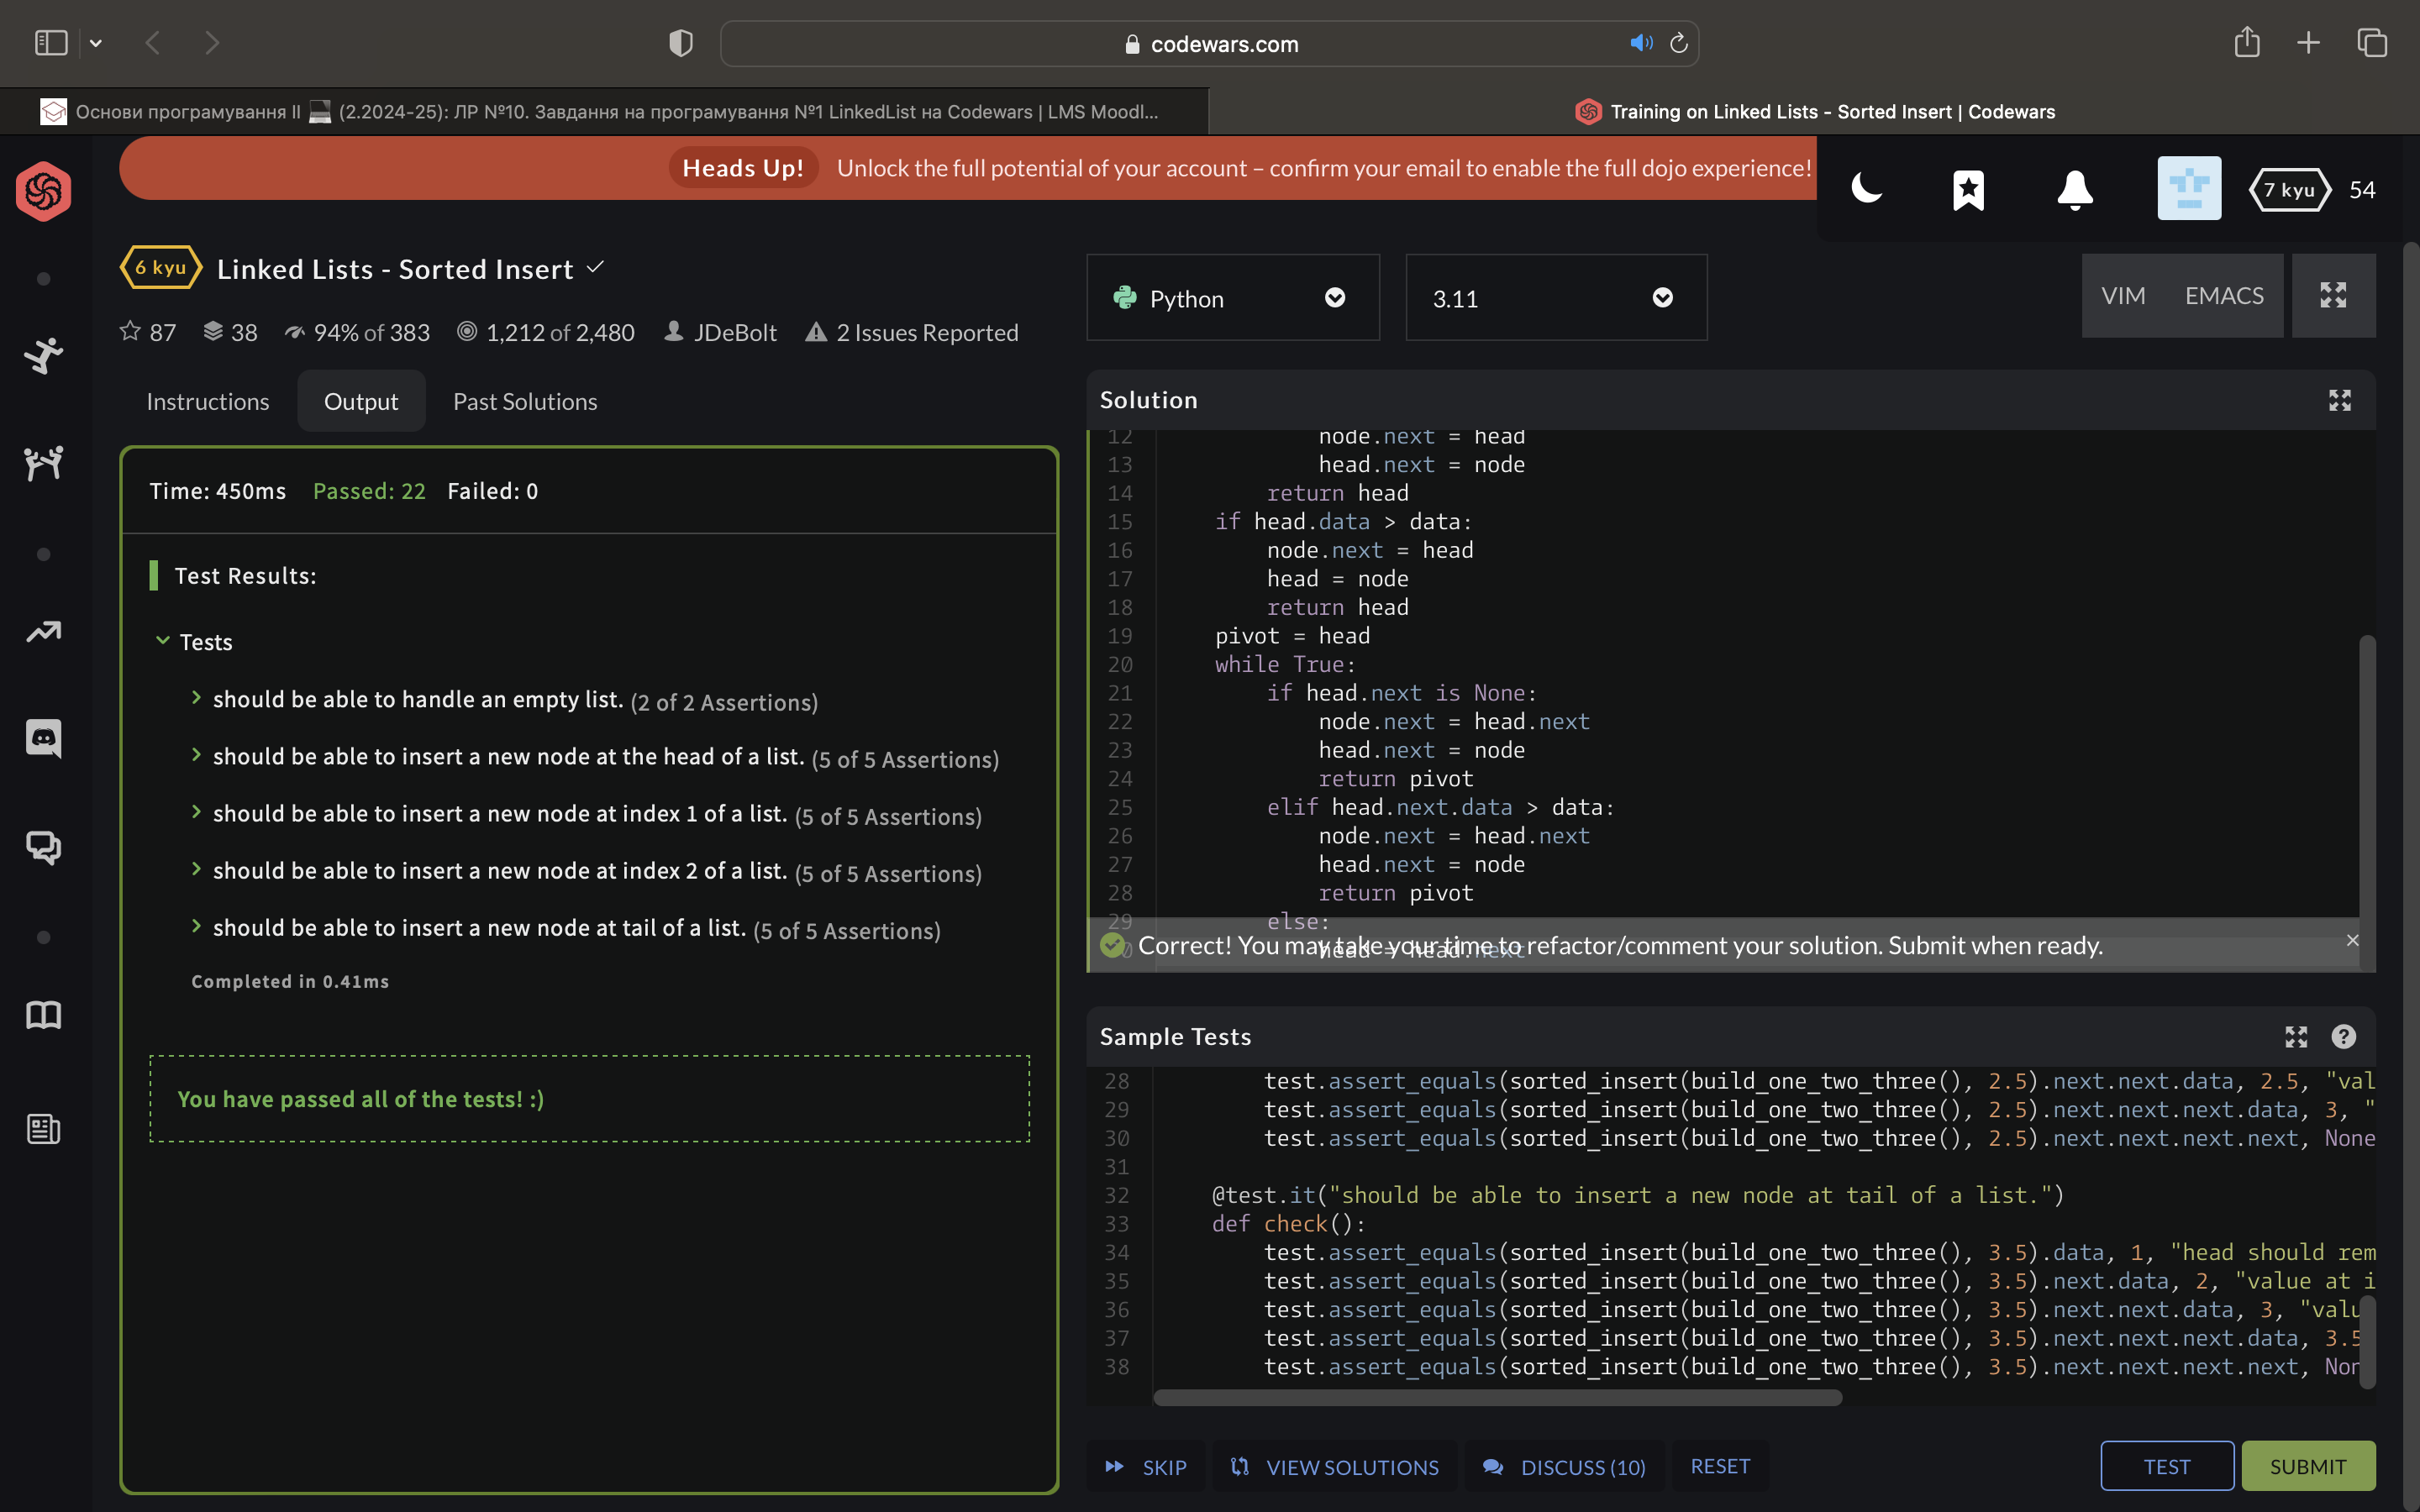 codewars.com
Основи програмування II 💻 (2.2024-25): ЛР №10. Завдання на програмування №1 LinkedList на Codewars | LMS Moodl...
Training on Linked Lists - Sorted Insert | Codewars
Heads Up! Unlock the full potential of your account – confirm your email to enable the full dojo experience!
7 kyu 54
6 kyu Linked Lists - Sorted Insert
87 38 94% of 383 1,212 of 2,480 JDeBolt 2 Issues Reported
Python 3.11
VIM EMACS
Instructions Output Past Solutions
Time: 450ms Passed: 22 Failed: 0
Test Results:
Tests
should be able to handle an empty list. (2 of 2 Assertions)
should be able to insert a new node at the head of a list. (5 of 5 Assertions)
should be able to insert a new node at index 1 of a list. (5 of 5 Assertions)
should be able to insert a new node at index 2 of a list. (5 of 5 Assertions)
should be able to insert a new node at tail of a list. (5 of 5 Assertions)
Completed in 0.41ms
You have passed all of the tests! :)
Solution
12 node.next = head
13 head.next = node
14 return head
15 if head.data > data:
16 node.next = head
17 head = node
18 return head
19 pivot = head
20 while True:
21 if head.next is None:
22 node.next = head.next
23 head.next = node
24 return pivot
25 elif head.next.data > data:
26 node.next = head.next
27 head.next = node
28 return pivot
29 else:
head = head.next
Correct! You may take your time to refactor/comment your solution. Submit when ready.
Sample Tests
28 test.assert_equals(sorted_insert(build_one_two_three(), 2.5).next.next.data, 2.5, "val
29 test.assert_equals(sorted_insert(build_one_two_three(), 2.5).next.next.next.data, 3, "
30 test.assert_equals(sorted_insert(build_one_two_three(), 2.5).next.next.next.next, None
31
32 @test.it("should be able to insert a new node at tail of a list.")
33 def check():
34 test.assert_equals(sorted_insert(build_one_two_three(), 3.5).data, 1, "head should rem
35 test.assert_equals(sorted_insert(build_one_two_three(), 3.5).next.data, 2, "value at i
36 test.assert_equals(sorted_insert(build_one_two_three(), 3.5).next.next.data, 3, "valu
37 test.assert_equals(sorted_insert(build_one_two_three(), 3.5).next.next.next.data, 3.5
38 test.assert_equals(sorted_insert(build_one_two_three(), 3.5).next.next.next.next, Non
SKIP VIEW SOLUTIONS DISCUSS (10) RESET TEST SUBMIT